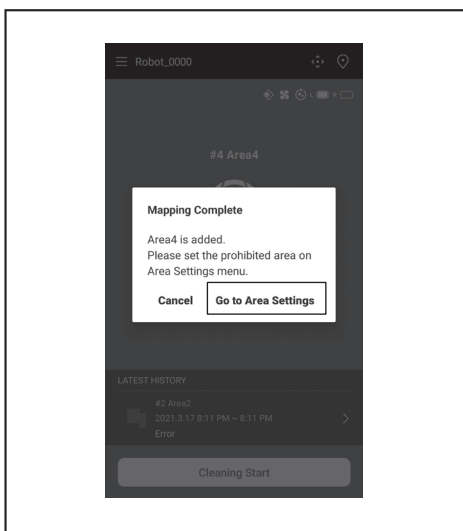 Robot_0000
L R
#4 Area4
Mapping Complete
Area4 is added.
Please set the prohibited area on
Area Settings menu.
Cancel Go to Area Settings
LATEST HISTORY
#2 Area2
2021.3.17 8:11 PM ~ 8:11 PM
Error
Cleaning Start